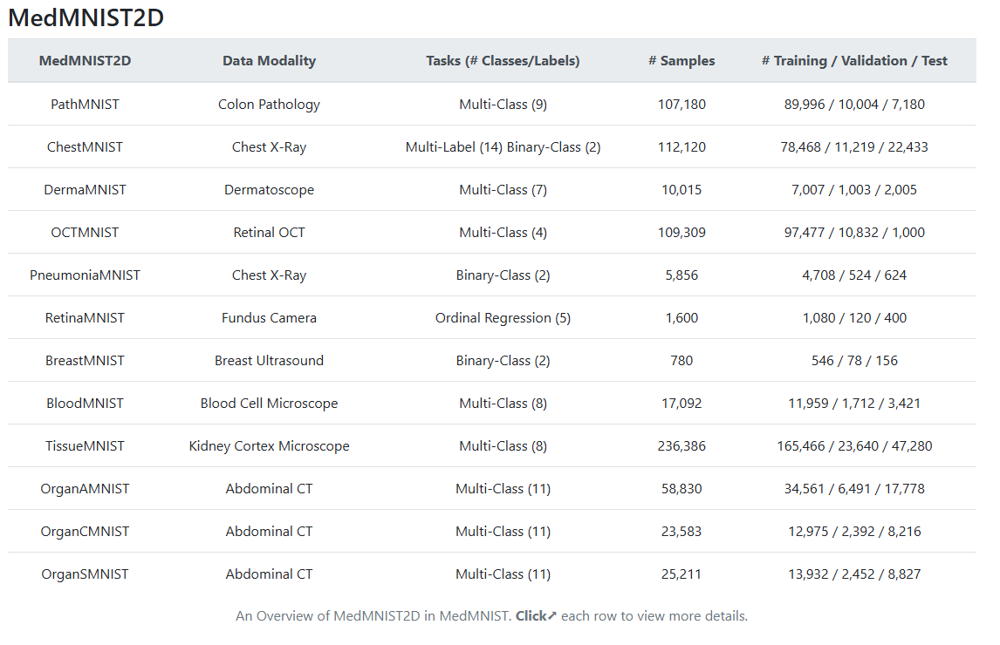 MedMNIST2D
MedMNIST2D Data Modality Tasks (# Classes/Labels) # Samples # Training / Validation / Test
PathMNIST Colon Pathology Multi-Class (9) 107,180 89,996 / 10,004 / 7,180
ChestMNIST Chest X-Ray Multi-Label (14) Binary-Class (2) 112,120 78,468 / 11,219 / 22,433
DermaMNIST Dermatoscope Multi-Class (7) 10,015 7,007 / 1,003 / 2,005
OCTMNIST Retinal OCT Multi-Class (4) 109,309 97,477 / 10,832 / 1,000
PneumoniaMNIST Chest X-Ray Binary-Class (2) 5,856 4,708 / 524 / 624
RetinaMNIST Fundus Camera Ordinal Regression (5) 1,600 1,080 / 120 / 400
BreastMNIST Breast Ultrasound Binary-Class (2) 780 546 / 78 / 156
BloodMNIST Blood Cell Microscope Multi-Class (8) 17,092 11,959 / 1,712 / 3,421
TissueMNIST Kidney Cortex Microscope Multi-Class (8) 236,386 165,466 / 23,640 / 47,280
OrganAMNIST Abdominal CT Multi-Class (11) 58,830 34,561 / 6,491 / 17,778
OrganCMNIST Abdominal CT Multi-Class (11) 23,583 12,975 / 2,392 / 8,216
OrganSMNIST Abdominal CT Multi-Class (11) 25,211 13,932 / 2,452 / 8,827
An Overview of MedMNIST2D in MedMNIST. Click⤤ each row to view more details.